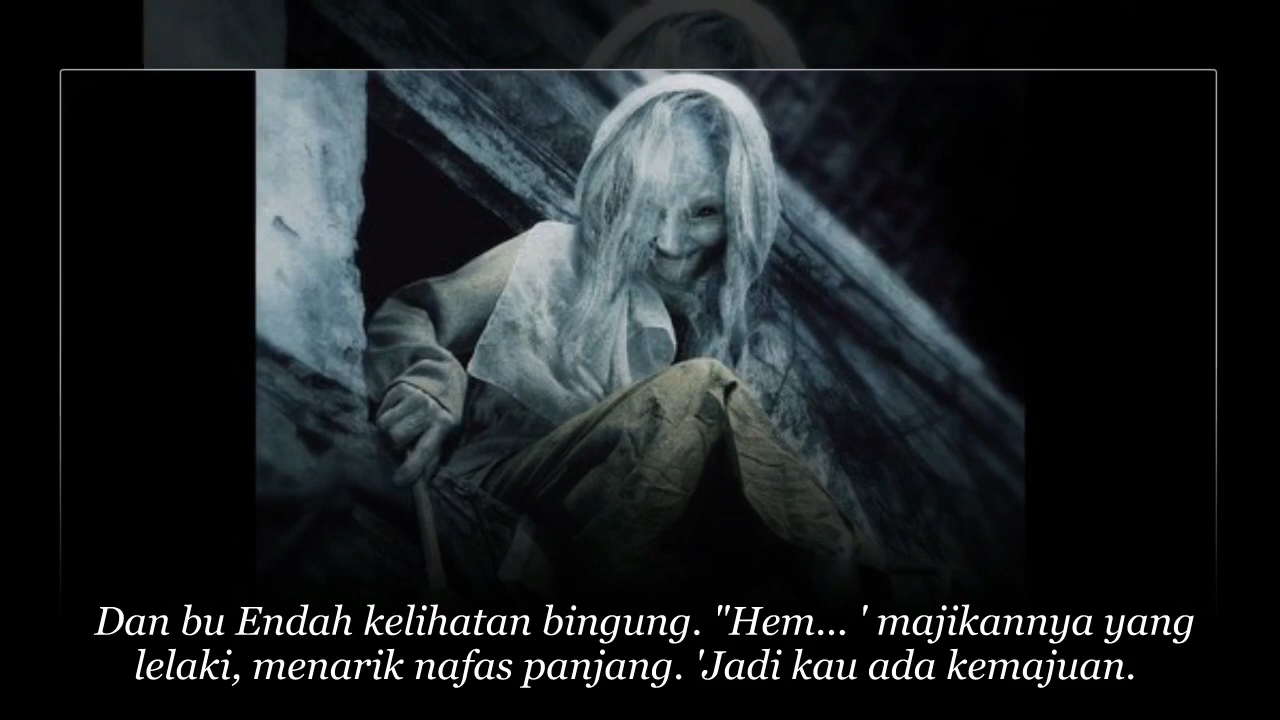 Dan bu Endah kelihatan bingung. "Hem... ' majikannya yang
lelaki, menarik nafas panjang. 'Jadi kau ada kemajuan.